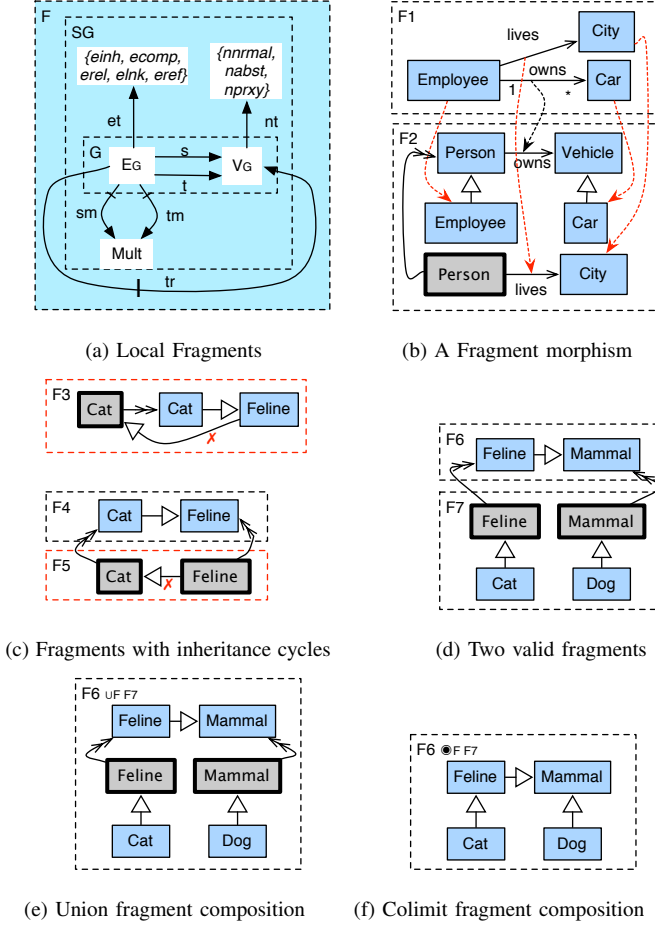 F
SG
{einh, ecomp,
erel, elnk, eref}
{nnrmal,
nabst,
nprxy}
et
nt
G
EG
s
t
VG
sm
tm
Mult
tr
(a) Local Fragments
F1
City
lives
Employee
owns
1
*
Car
F2
Person
owns
Vehicle
Employee
Car
Person
lives
City
(b) A Fragment morphism
F3
Cat
Cat
Feline
✗
F4
Cat
Feline
F5
Cat
✗
Feline
(c) Fragments with inheritance cycles
F6
Feline
Mammal
F7
Feline
Mammal
Cat
Dog
(d) Two valid fragments
F6 ∪F F7
Feline
Mammal
Feline
Mammal
Cat
Dog
(e) Union fragment composition
F6 ◉F F7
Feline
Mammal
Cat
Dog
(f) Colimit fragment composition